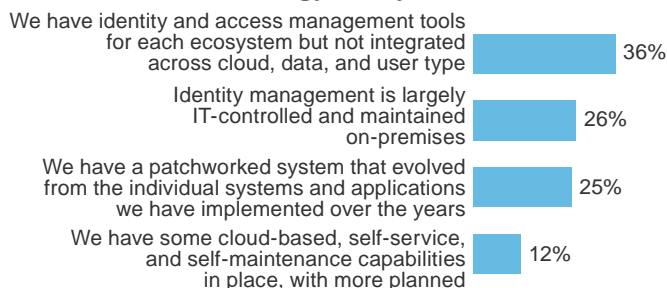 We have identity and access management tools
for each ecosystem but not integrated
across cloud, data, and user type
36%
Identity management is largely
IT-controlled and maintained
on-premises
26%
We have a patchworked system that evolved
from the individual systems and applications
we have implemented over the years
25%
We have some cloud-based, self-service,
and self-maintenance capabilities
in place, with more planned
12%